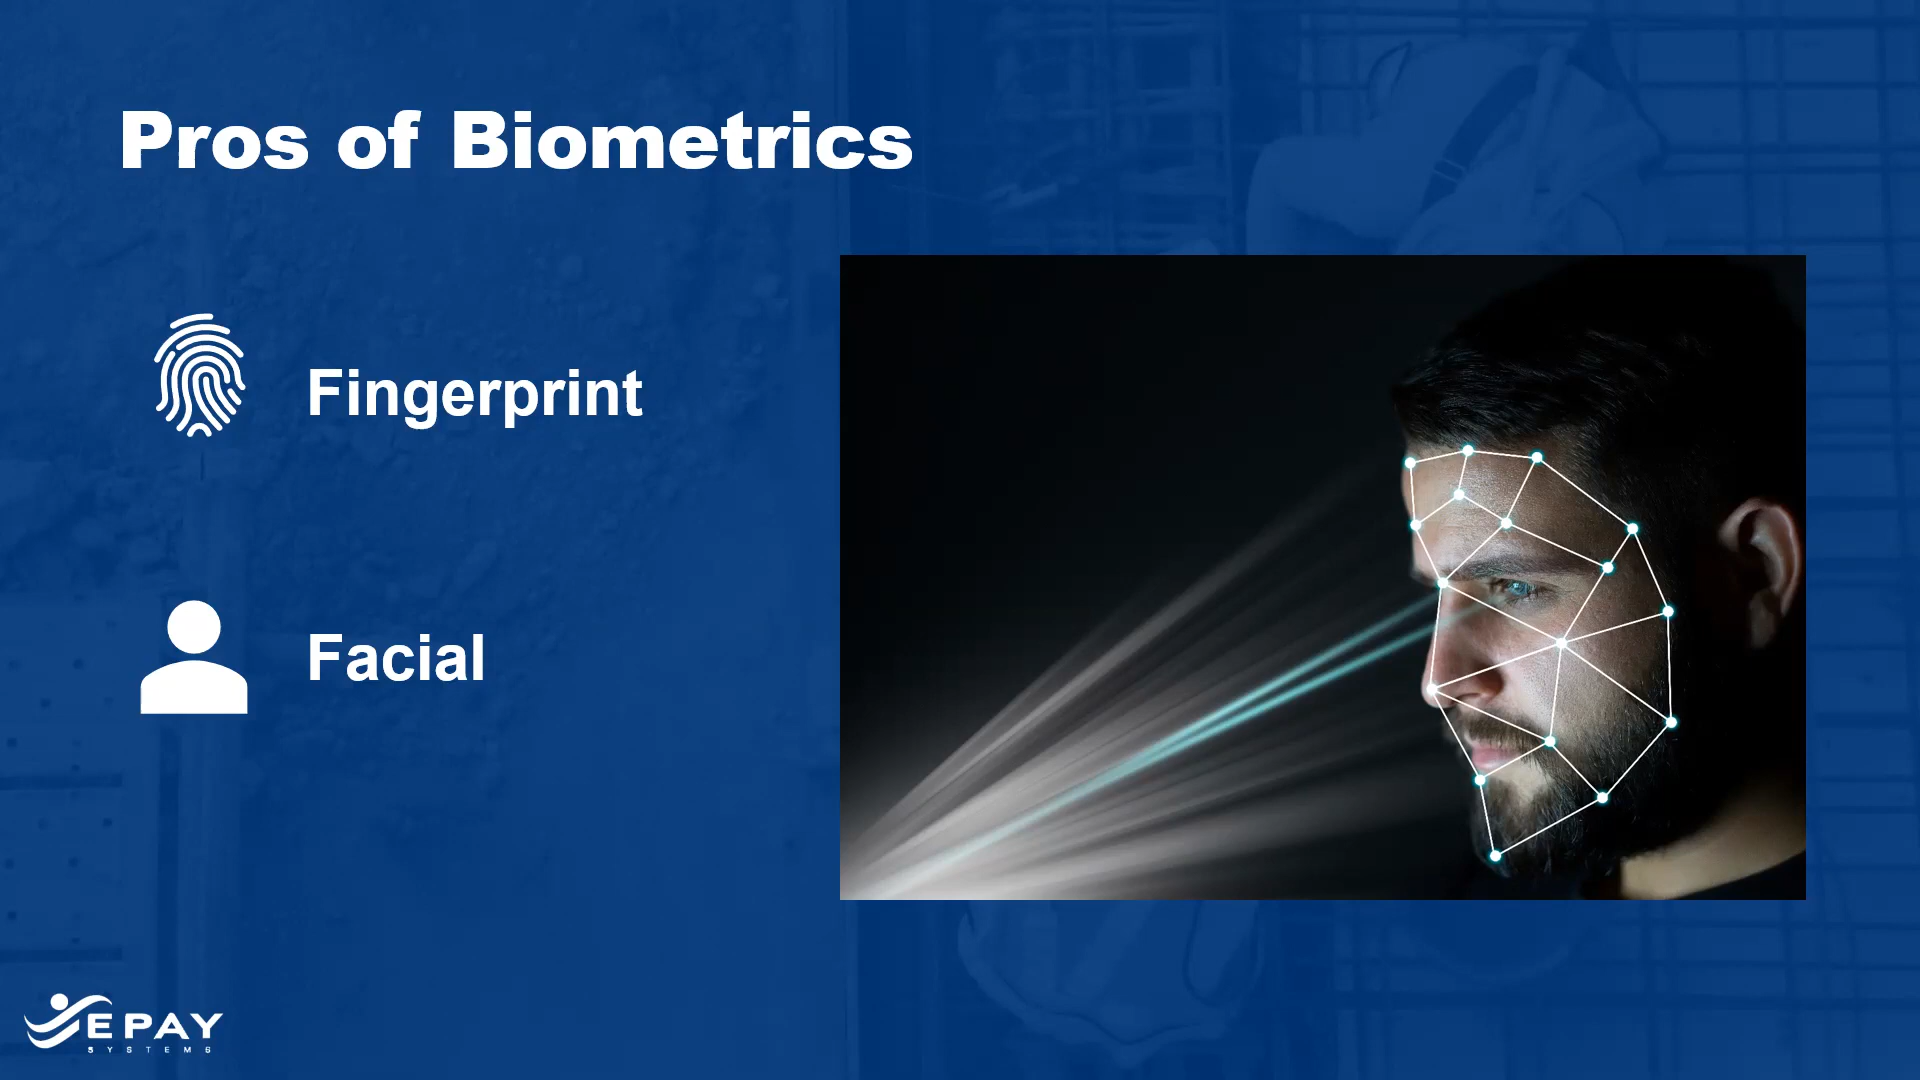 Pros of Biometrics
Fingerprint
Facial
EPAY
SYSTEMS